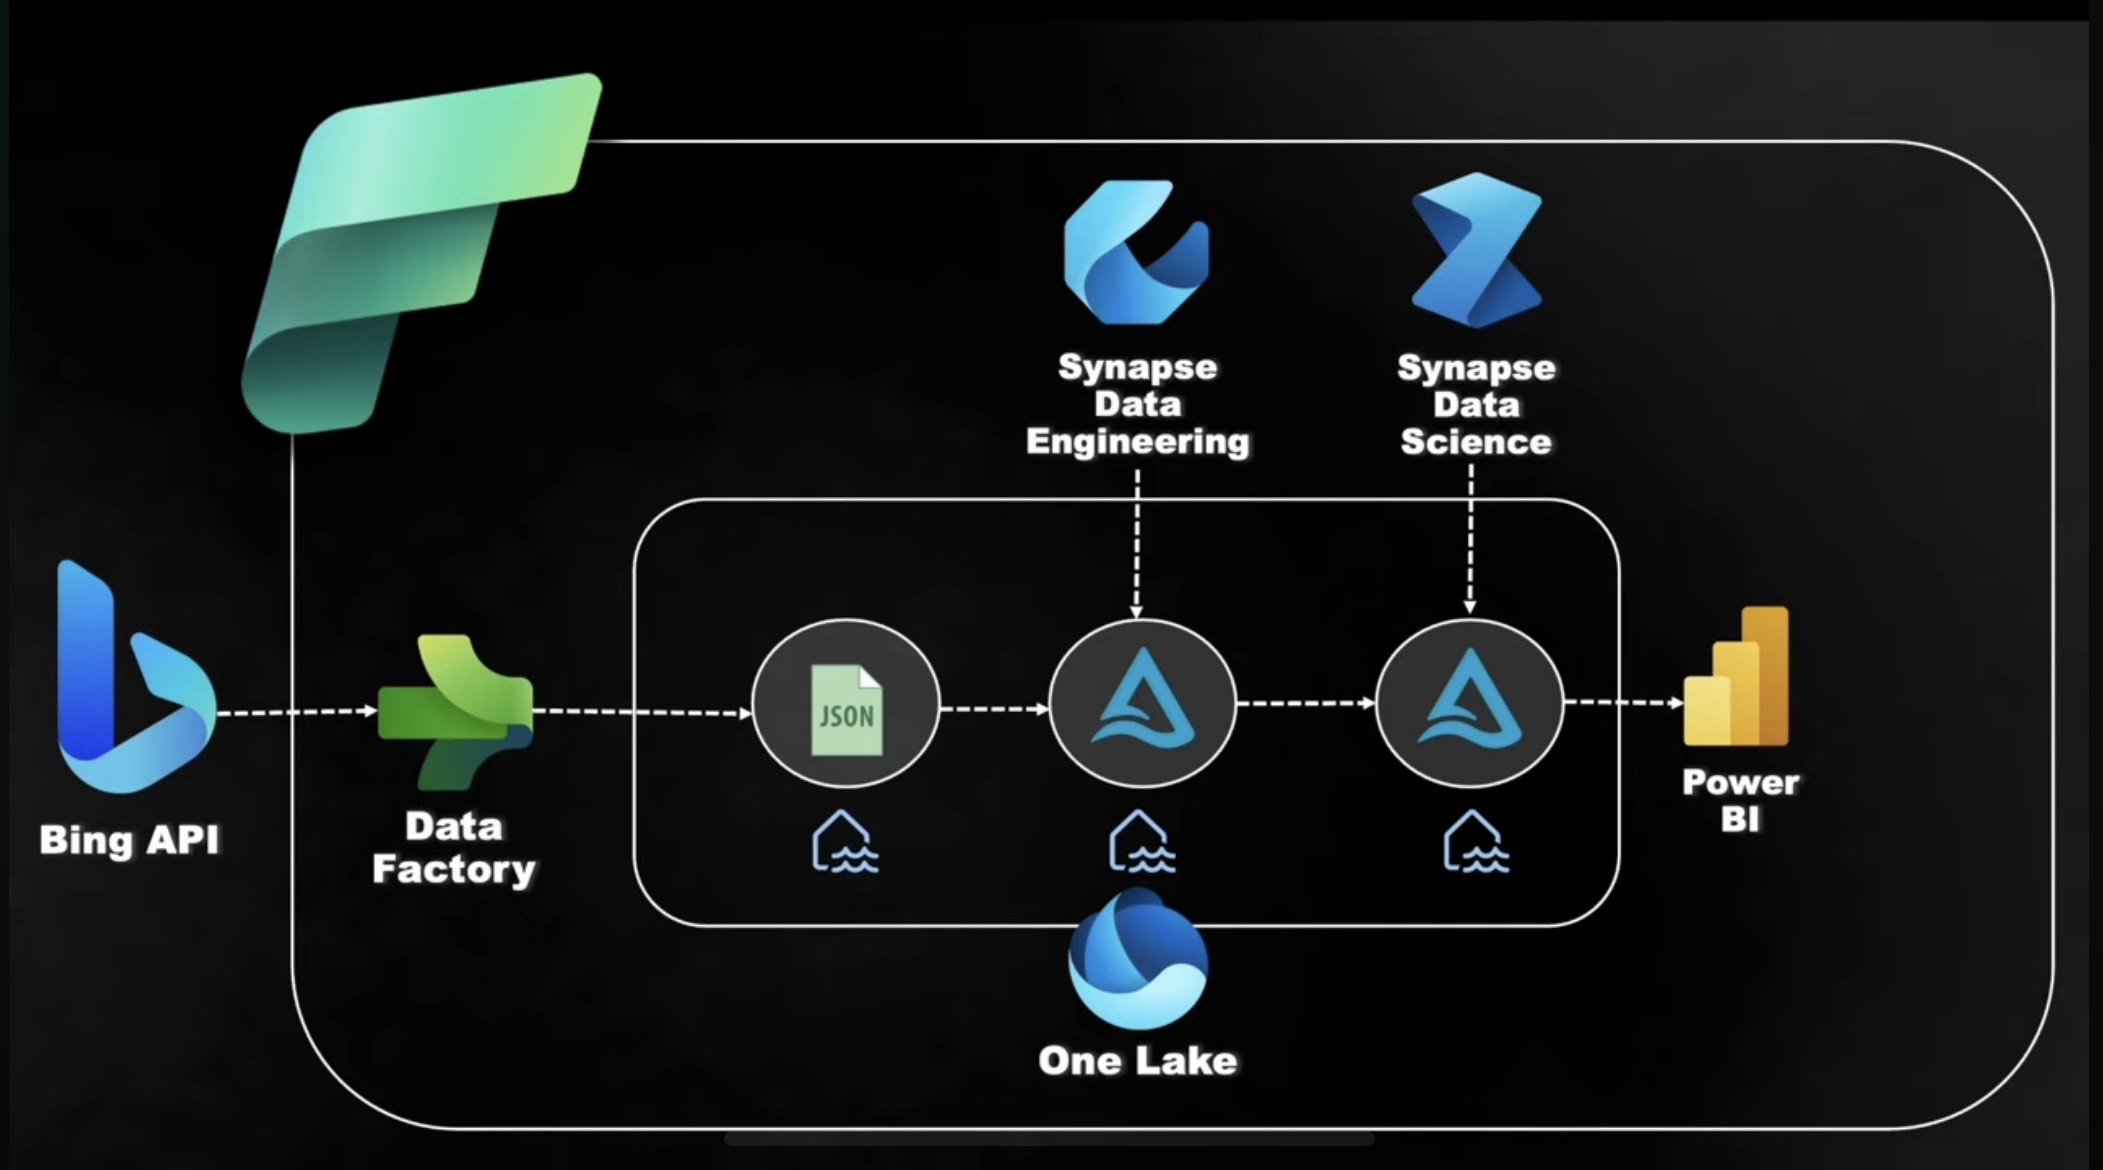 Synapse
Data
Engineering
Synapse
Data
Science
Bing API
Data
Factory
JSON
Power
BI
One Lake